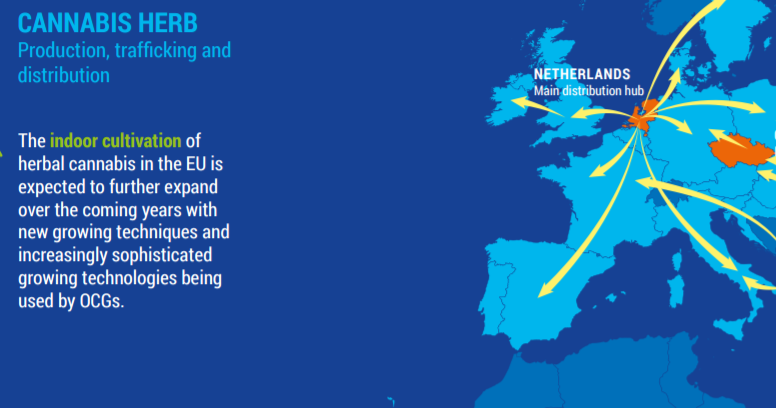 CANNABIS HERB
Production, trafficking and
distribution
The indoor cultivation of
herbal cannabis in the EU is
expected to further expand
over the coming years with
new growing techniques and
increasingly sophisticated
growing technologies being
used by OCGs.
NETHERLANDS
Main distribution hub